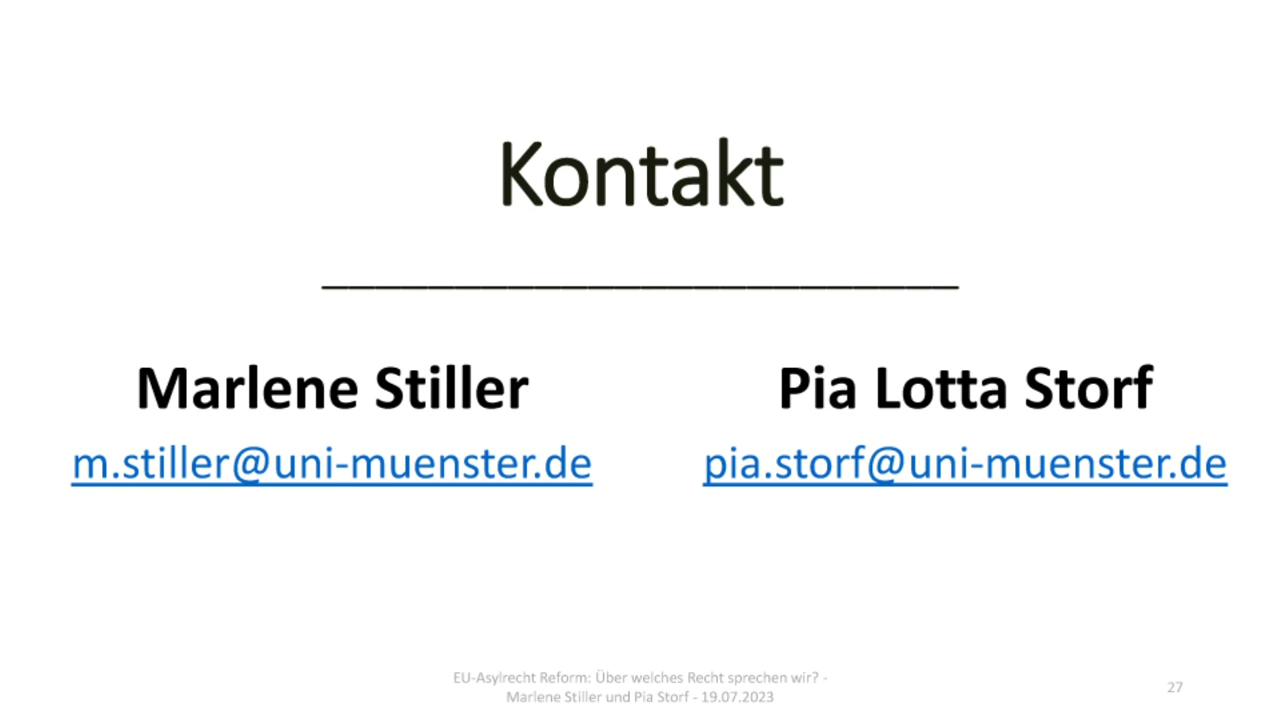 Kontakt
Marlene Stiller
m.stiller@uni-muenster.de
Pia Lotta Storf
pia.storf@uni-muenster.de
EU-Asylrecht Reform: Über welches Recht sprechen wir? -
Marlene Stiller und Pia Storf - 19.07.2023
27